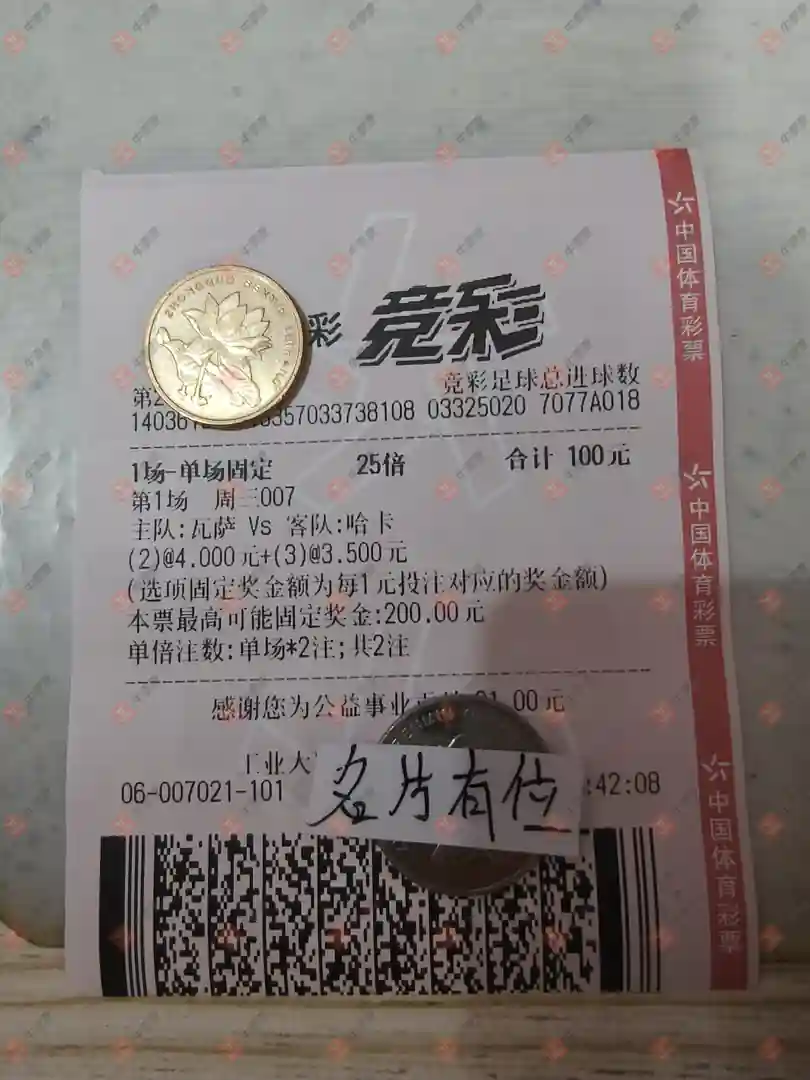 彩 竞彩
竞彩足球总进球数
第2
14036 357033738108 03325020 7077A018
1场-单场固定 25倍 合计 100元
第1场 周三007
主队:瓦萨 Vs 客队:哈卡
(2)@4.000元+(3)@3.500元
(选项固定奖金额为每1元投注对应的奖金额)
本票最高可能固定奖金:200.00元
单倍注数:单场*2注;共2注
感谢您为公益事业 21.00元
工业大
06-007021-101 :42:08
名片有位
中国体育彩票
中国体育彩票
中国体育彩票